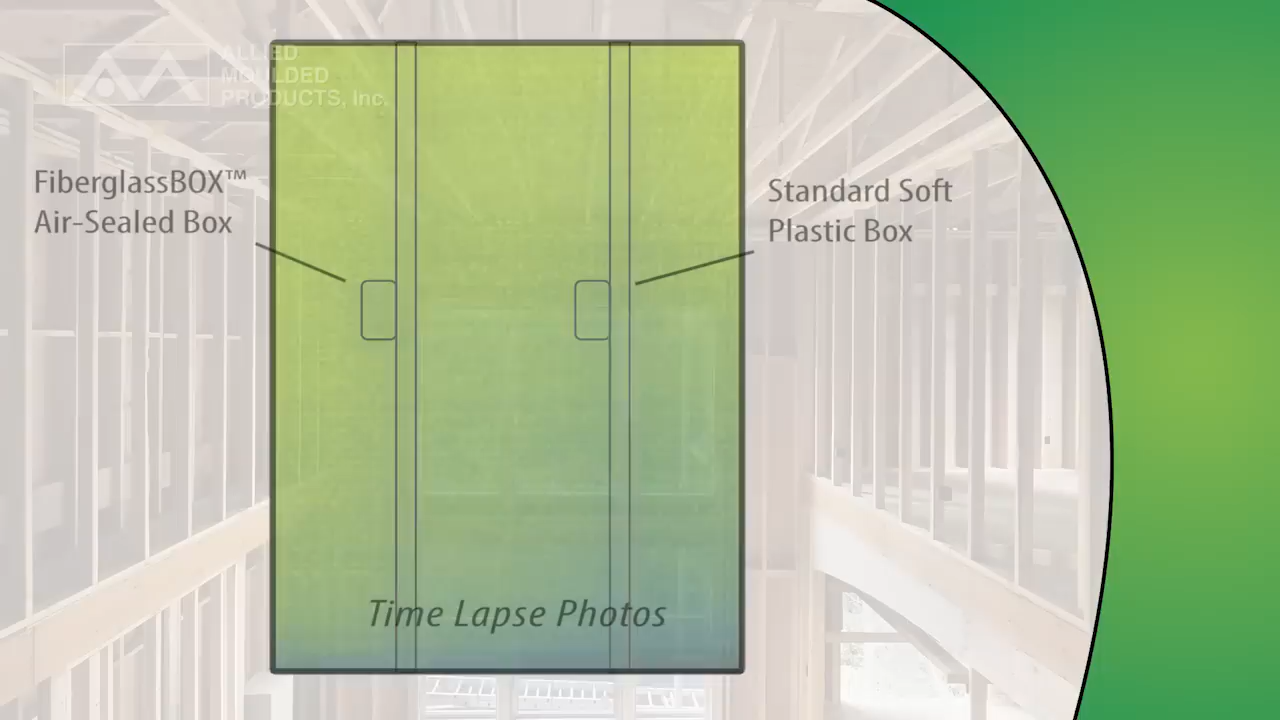 ALLIED
MOULDED
PRODUCTS, Inc.
FiberglassBOX™
Air-Sealed Box
Standard Soft
Plastic Box
Time Lapse Photos